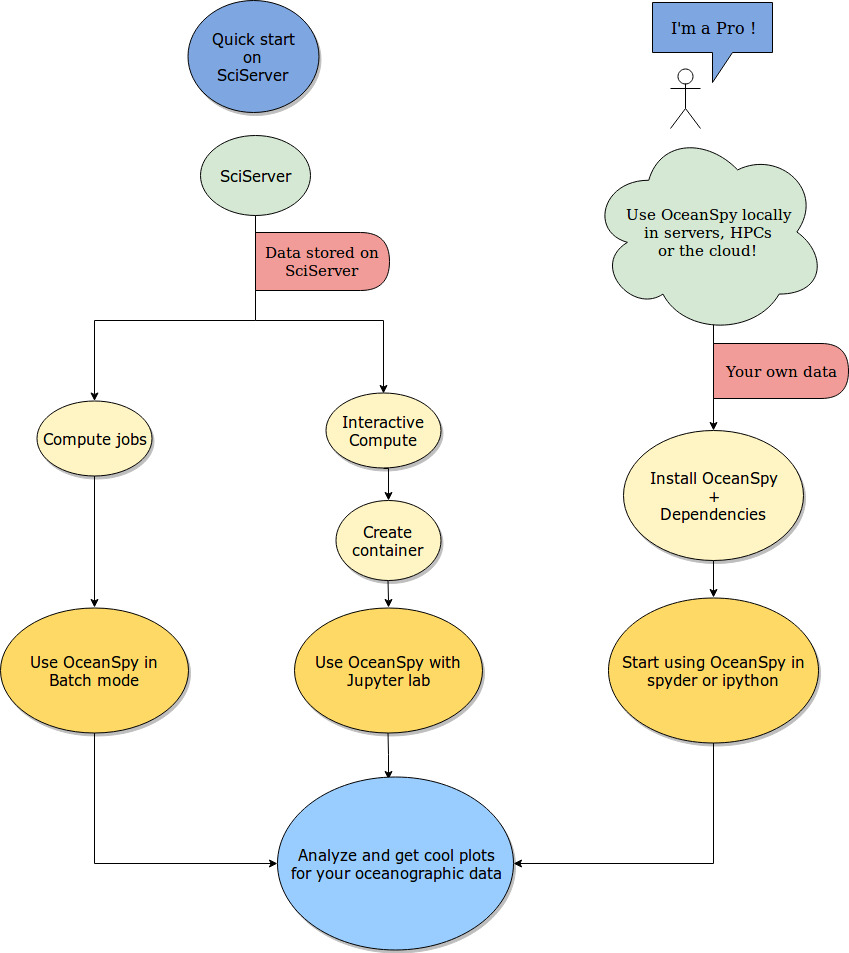 Quick start
on
SciServer
I'm a Pro !
SciServer
Use OceanSpy locally
in servers, HPCs
or the cloud!
Data stored on
SciServer
Your own data
Compute jobs
Interactive
Compute
Install OceanSpy
+
Dependencies
Create
container
Use OceanSpy in
Batch mode
Use OceanSpy with
Jupyter lab
Start using OceanSpy in
spyder or ipython
Analyze and get cool plots
for your oceanographic data